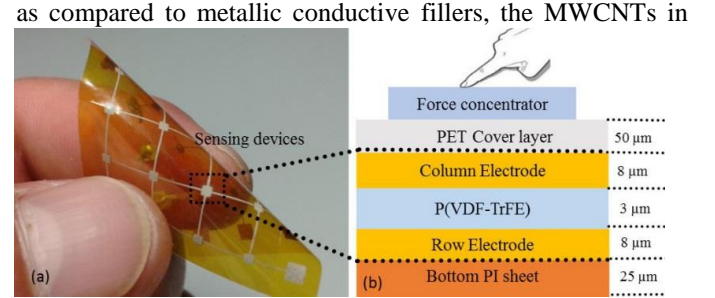 as compared to metallic conductive fillers, the MWCNTs in
Sensing devices
(a)
Force concentrator
PET Cover layer 50 µm
Column Electrode 8 µm
P(VDF-TrFE) 3 µm
Row Electrode 8 µm
(b) Bottom PI sheet 25 µm